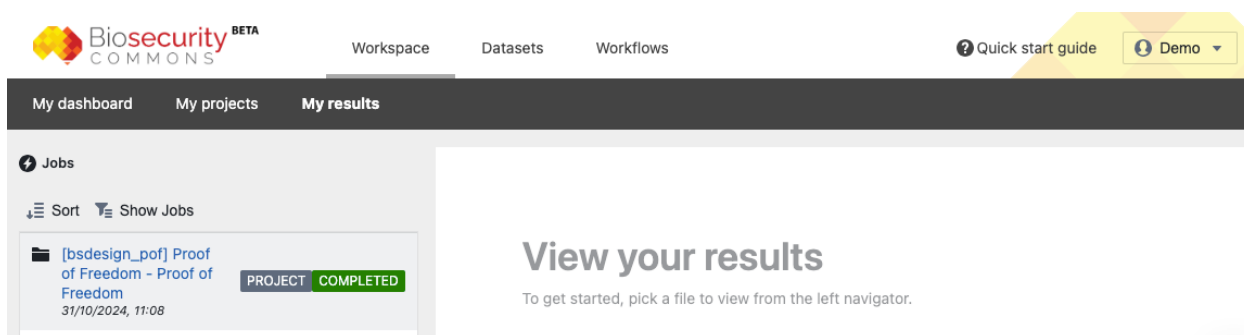 Biosecurity BETA
COMMONS
Workspace
Datasets
Workflows
Quick start guide
Demo
My dashboard
My projects
My results
Jobs
Sort
Show Jobs
[bsdesign_pof] Proof
of Freedom - Proof of
Freedom
31/10/2024, 11:08
PROJECT
COMPLETED
View your results
To get started, pick a file to view from the left navigator.